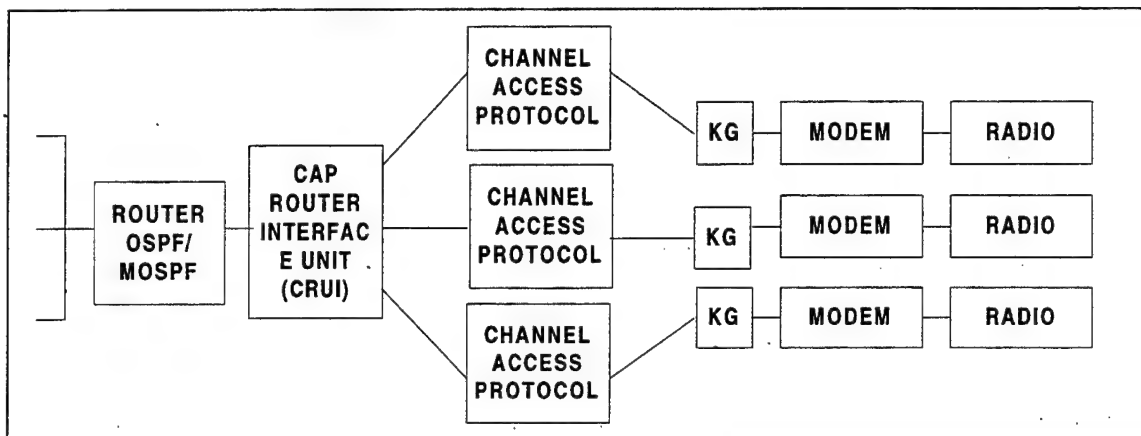 ROUTER
OSPF/
MOSPF
CAP
ROUTER
INTERFAC
E UNIT
(CRUI)
CHANNEL
ACCESS
PROTOCOL
KG
MODEM
RADIO
CHANNEL
ACCESS
PROTOCOL
KG
MODEM
RADIO
CHANNEL
ACCESS
PROTOCOL
KG
MODEM
RADIO